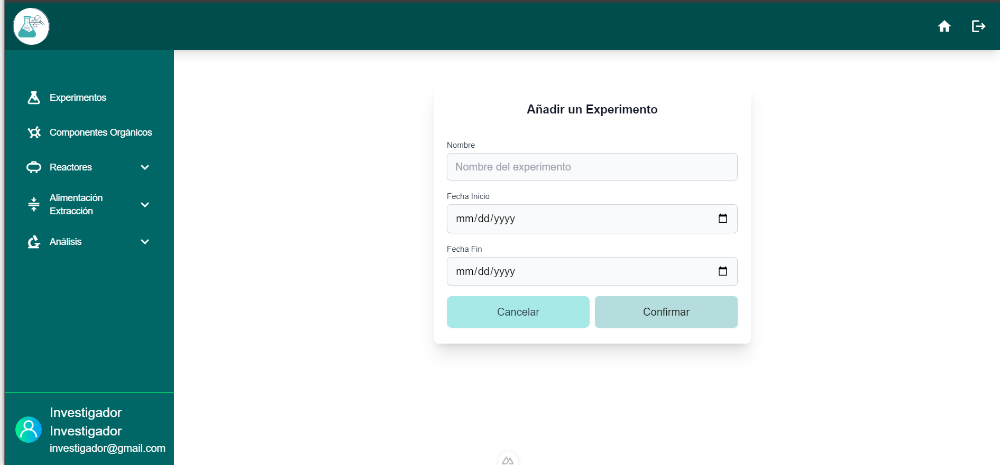 Experimentos
Componentes Orgánicos
Reactores
Alimentación
Extracción
Análisis
Investigador
Investigador
investigador@gmail.com
Añadir un Experimento
Nombre
Nombre del experimento
Fecha Inicio
mm/dd/yyyy
Fecha Fin
mm/dd/yyyy
Cancelar
Confirmar